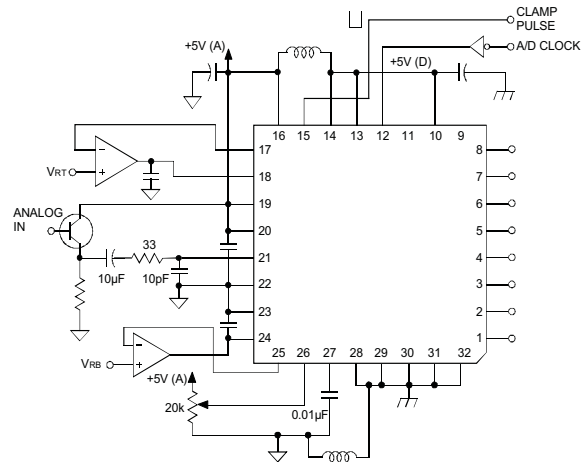 CLAMP
PULSE
+5V (A)
A/D CLOCK
+5V (D)
16 15 14 13 12 11 10 9
17
8
VRT
18
7
ANALOG
IN
19
6
20
5
33
21
4
10µF
10pF
22
3
23
2
24
1
VRB
25 26 27 28 29 30 31 32
+5V (A)
20k
0.01µF